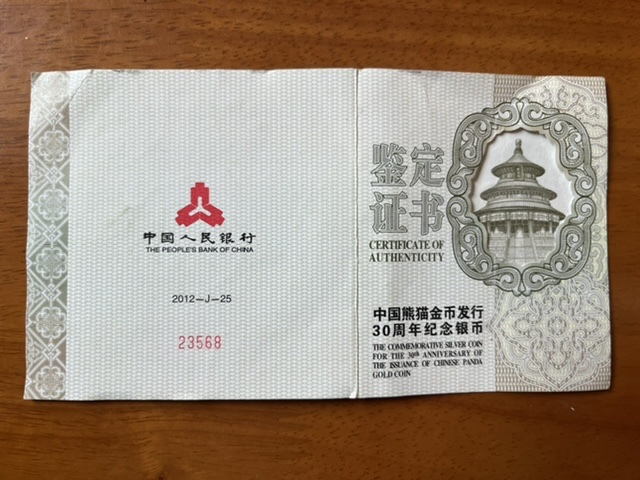 中国人民银行
THE PEOPLE'S BANK OF CHINA
2012-J-25
23568
鉴定
证书
CERTIFICATE OF
AUTHENTICITY
中国熊猫金币发行
30周年纪念银币
THE COMMEMORATIVE SILVER COIN
FOR THE 30th ANNIVERSARY OF
THE ISSUANCE OF CHINESE PANDA
GOLD COIN